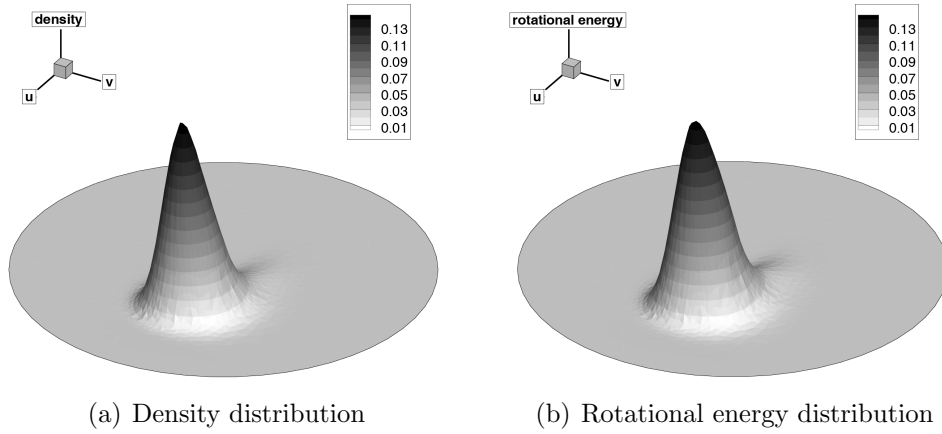 density
u
v
0.13
0.11
0.09
0.07
0.05
0.03
0.01
rotational energy
u
v
0.13
0.11
0.09
0.07
0.05
0.03
0.01
(a) Density distribution
(b) Rotational energy distribution